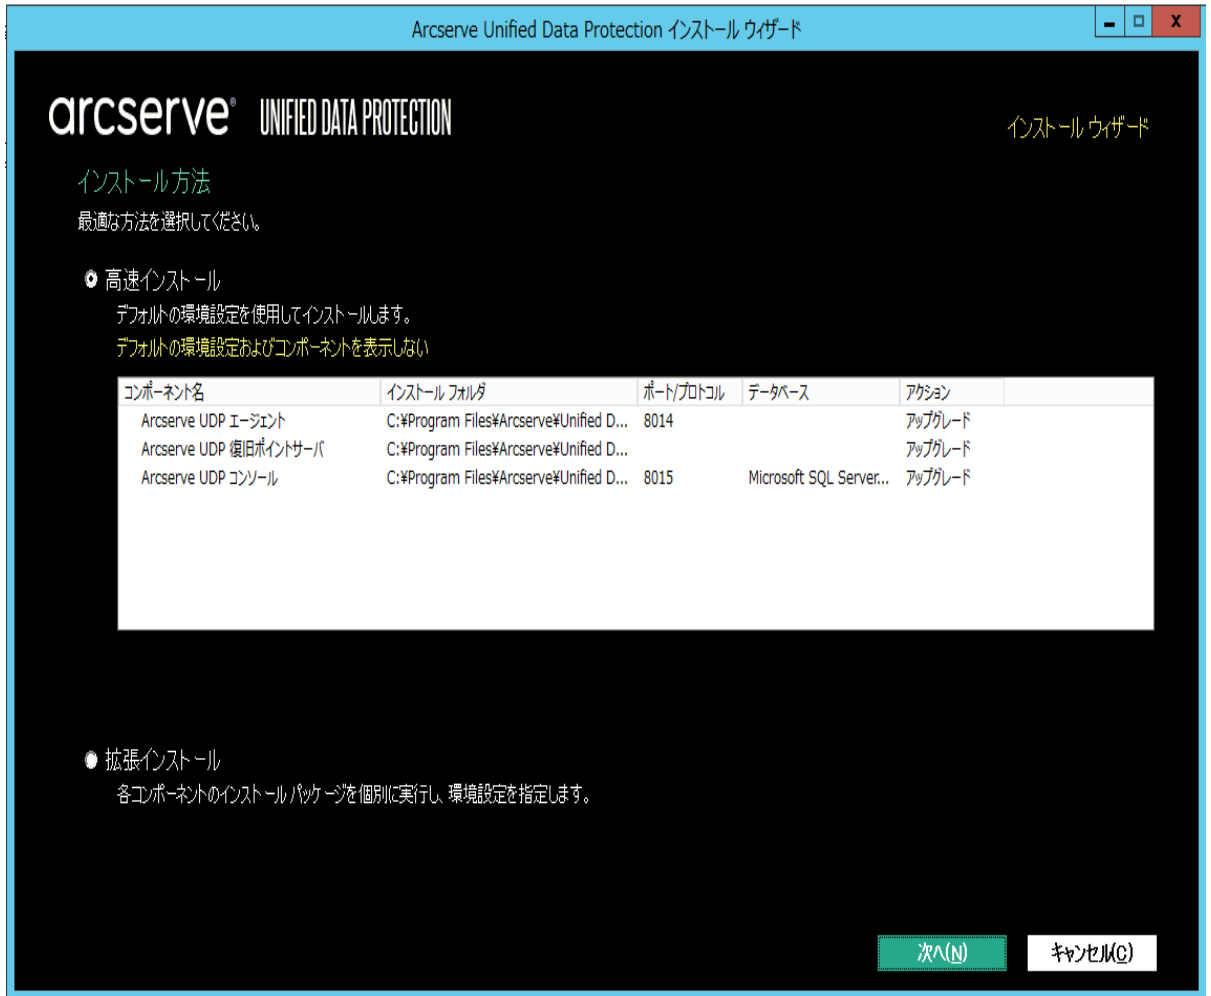 Arcserve Unified Data Protection インストール ウィザード
arcserve® UNIFIED DATA PROTECTION
インストール ウィザード
インストール方法
最適な方法を選択してください。
高速インストール
デフォルトの環境設定を使用してインストールします。
デフォルトの環境設定およびコンポーネントを表示しない
コンポーネント名 インストール フォルダ ポート/プロトコル データベース アクション
Arcserve UDP エージェント C:¥Program Files¥Arcserve¥Unified D... 8014 アップグレード
Arcserve UDP 復旧ポイントサーバ C:¥Program Files¥Arcserve¥Unified D... アップグレード
Arcserve UDP コンソール C:¥Program Files¥Arcserve¥Unified D... 8015 Microsoft SQL Server... アップグレード
拡張インストール
各コンポーネントのインストール パッケージを個別に実行し、環境設定を指定します。
次へ(N) キャンセル(C)